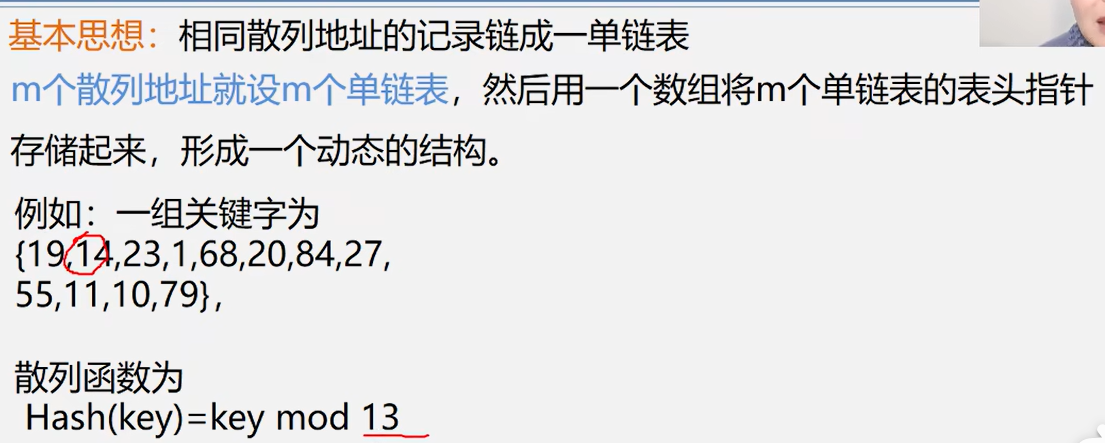 基本思想：相同散列地址的记录链成一单链表
m个散列地址就设m个单链表，然后用一个数组将m个单链表的表头指针
存储起来，形成一个动态的结构。
例如：一组关键字为
{19,14,23,1,68,20,84,27,
55,11,10,79},
散列函数为
Hash(key)=key mod 13